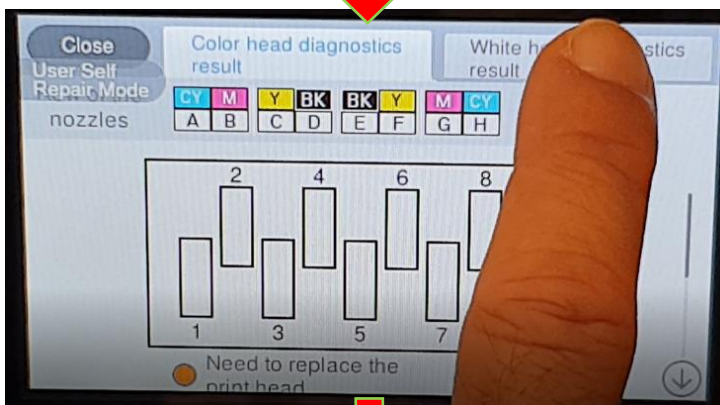 Close
User Self
Repair Mode
nozzles
Color head diagnostics
result
White
result
CY M Y BK BK Y M CY
A B C D E F G H
2 4 6 8
1 3 5 7
Need to replace the
print head